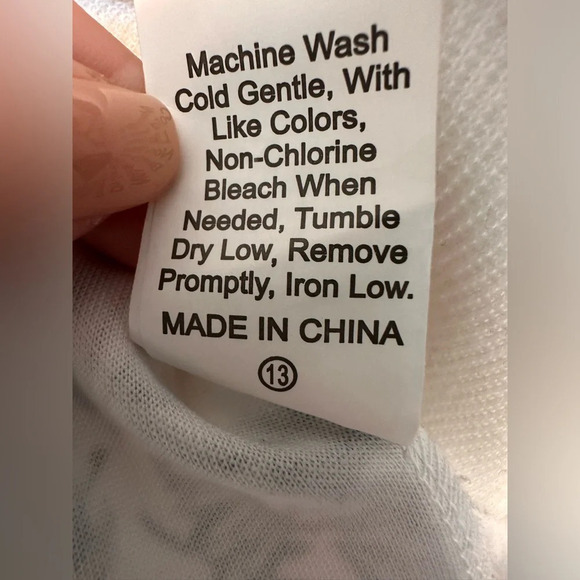 Machine Wash
Cold Gentle, With
Like Colors,
Non-Chlorine
Bleach When
Needed, Tumble
Dry Low, Remove
Promptly, Iron Low.
MADE IN CHINA
13